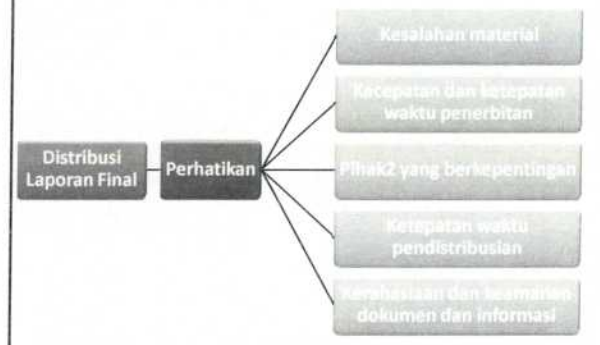 Distribusi
Laporan Final
Perhatikan
Kesalahan material
Kecepatan dan ketepatan
waktu penerbitan
Pihak2 yang berkepentingan
Ketepatan waktu
pendistribusian
Kerahasiaan dan keamanan
dokumen dan informasi